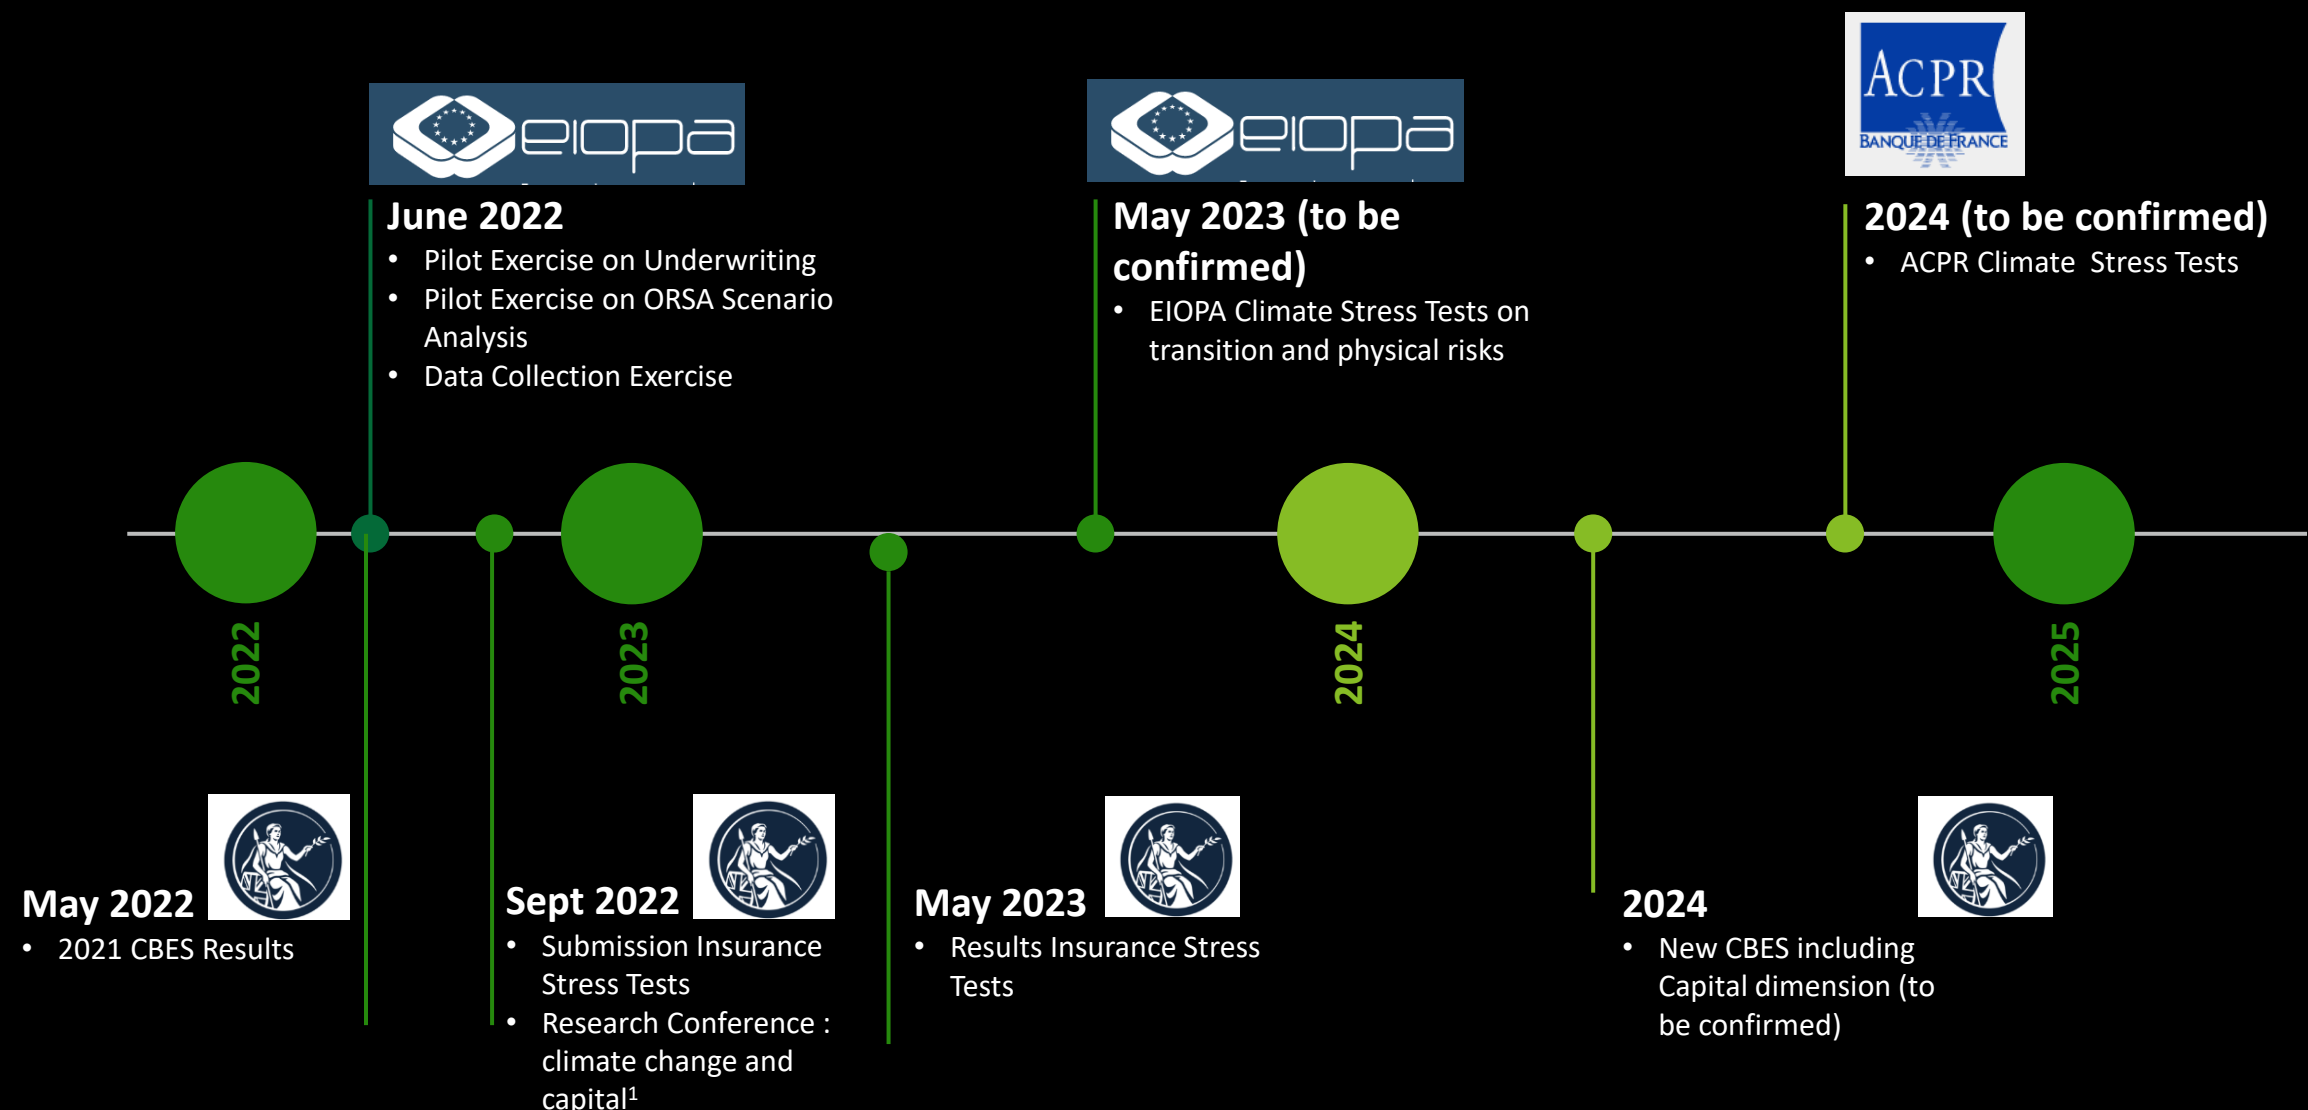 eiopa
eiopa
ACPR
BANQUE DE FRANCE
June 2022
• Pilot Exercise on Underwriting
• Pilot Exercise on ORSA Scenario
Analysis
• Data Collection Exercise
May 2023 (to be
confirmed)
• EIOPA Climate Stress Tests on
transition and physical risks
2024 (to be confirmed)
• ACPR Climate  Stress Tests
2022
2023
2024
2025
May 2022
• 2021 CBES Results
Sept 2022
• Submission Insurance
Stress Tests
• Research Conference :
climate change and
capital¹
May 2023
• Results Insurance Stress
Tests
2024
• New CBES including
Capital dimension (to
be confirmed)